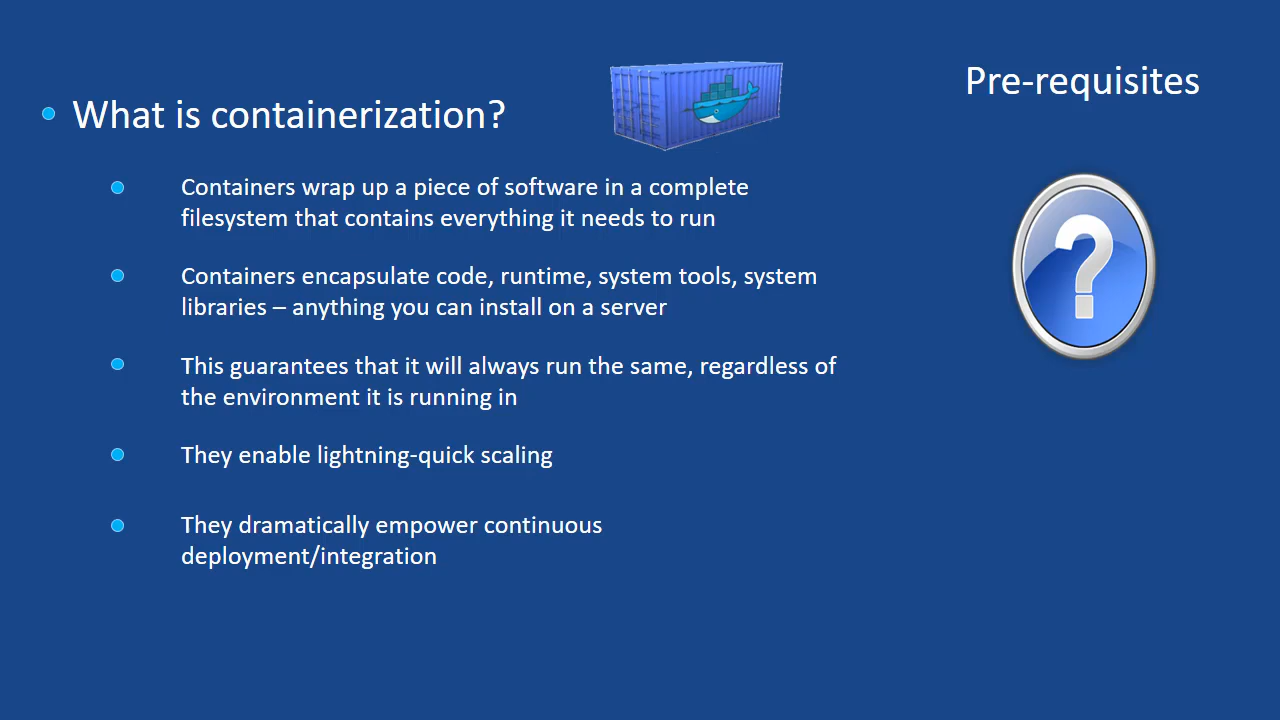 Pre-requisites
What is containerization?
Containers wrap up a piece of software in a complete
filesystem that contains everything it needs to run
Containers encapsulate code, runtime, system tools, system
libraries – anything you can install on a server
This guarantees that it will always run the same, regardless of
the environment it is running in
They enable lightning-quick scaling
They dramatically empower continuous
deployment/integration